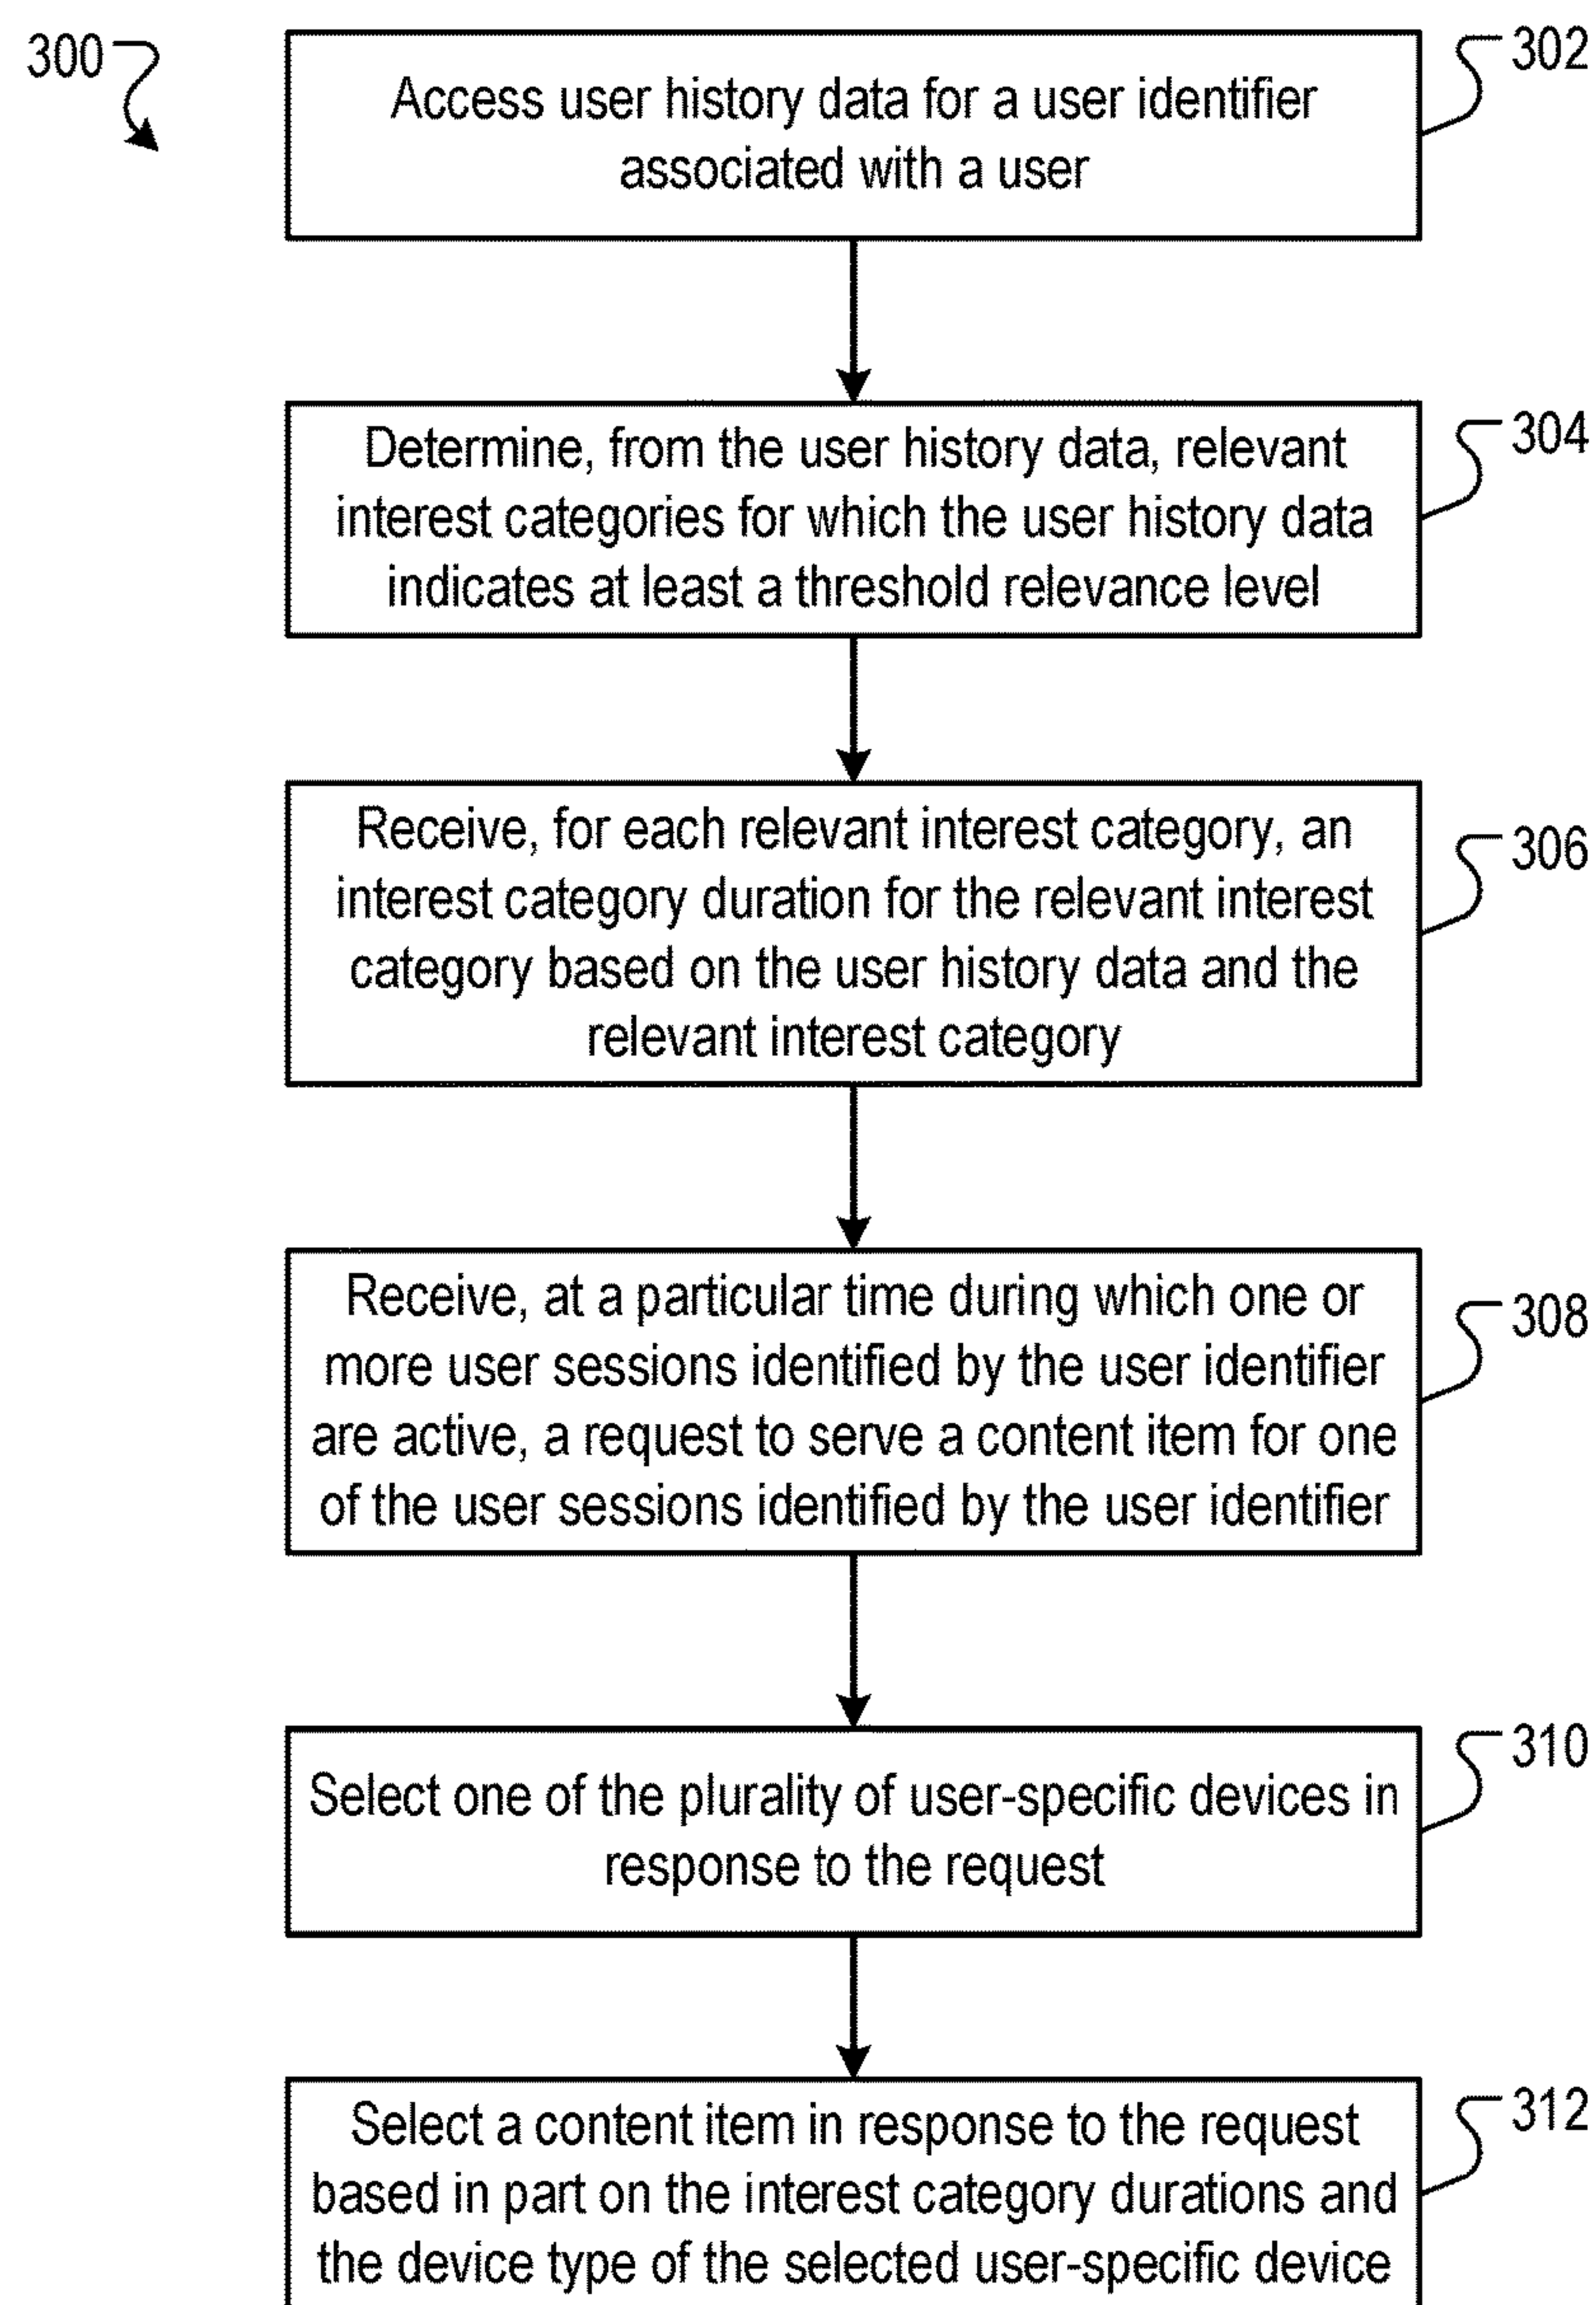 300
302
Access user history data for a user identifier
associated with a user
304
Determine, from the user history data, relevant
interest categories for which the user history data
indicates at least a threshold relevance level
306
Receive, for each relevant interest category, an
interest category duration for the relevant interest
category based on the user history data and the
relevant interest category
308
Receive, at a particular time during which one or
more user sessions identified by the user identifier
are active, a request to serve a content item for one
of the user sessions identified by the user identifier
310
Select one of the plurality of user-specific devices in
response to the request
312
Select a content item in response to the request
based in part on the interest category durations and
the device type of the selected user-specific device